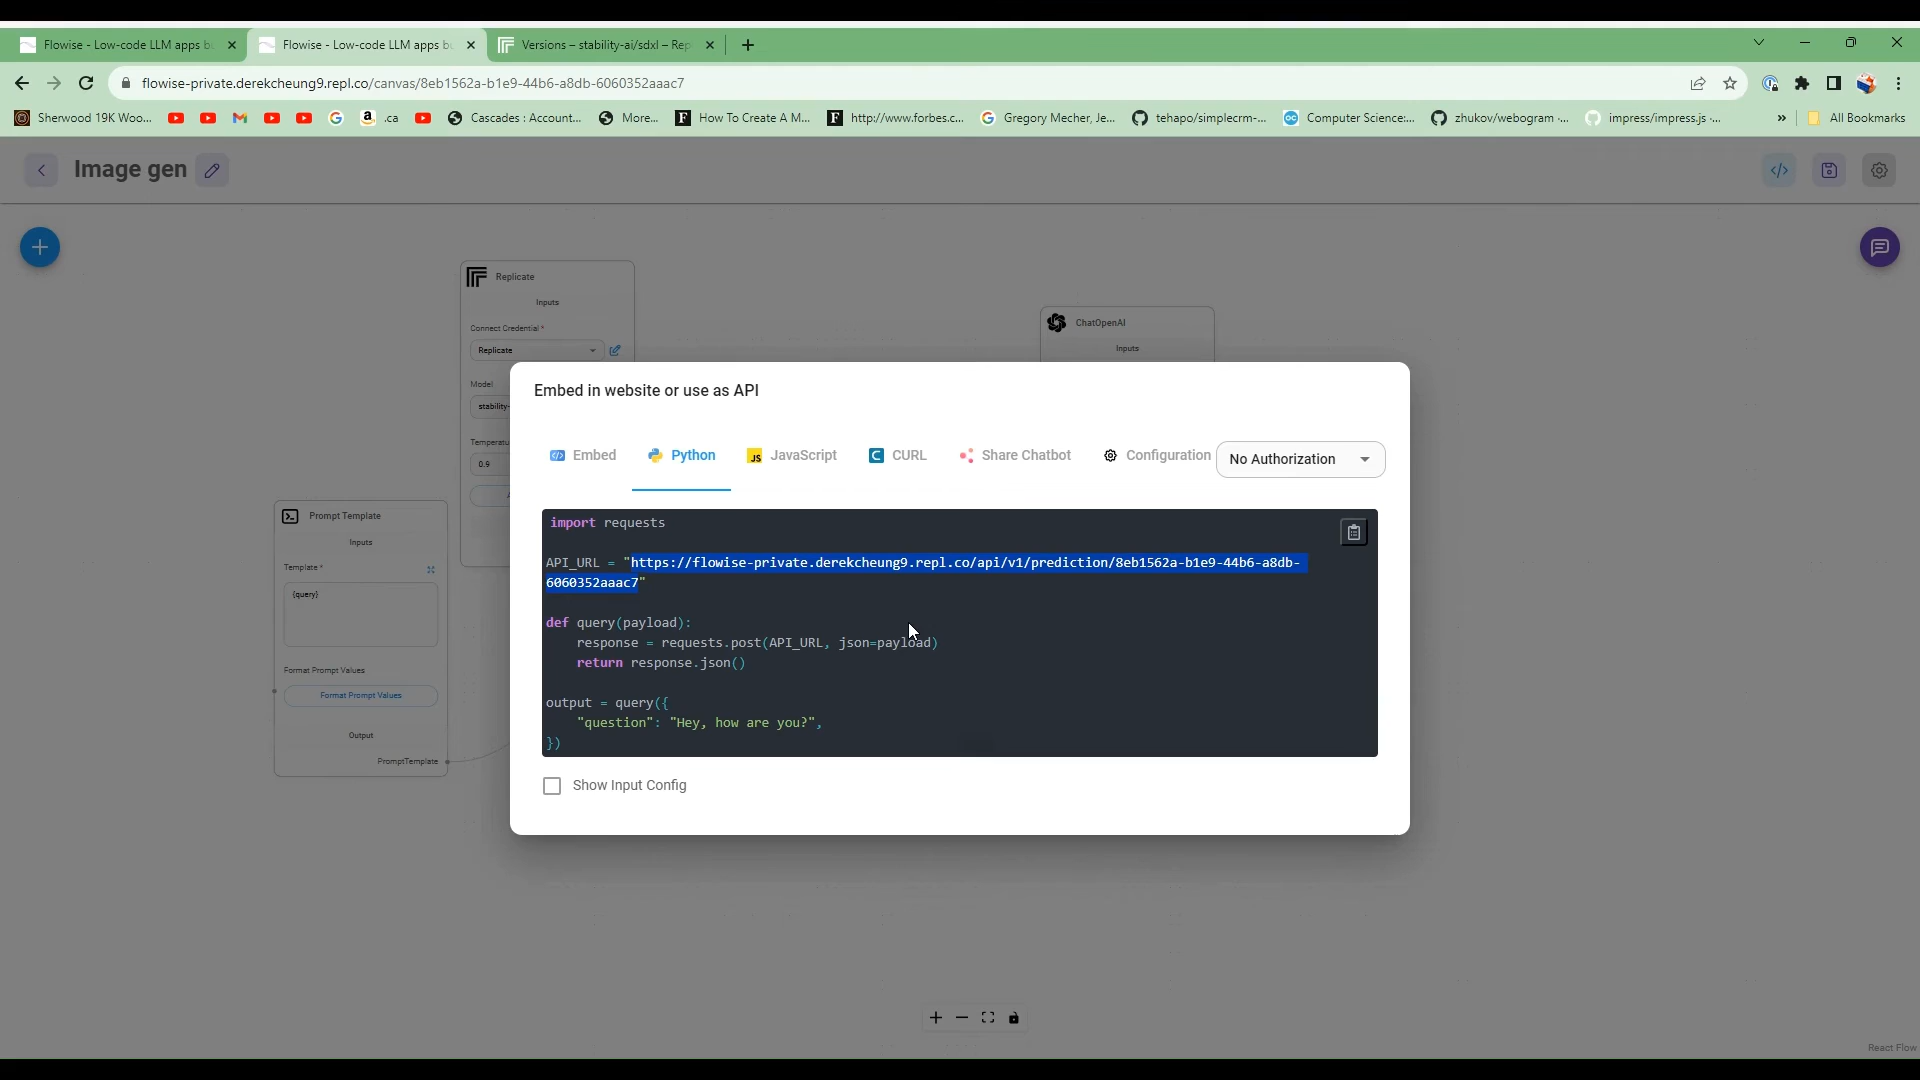 Flowise - Low-code LLM apps b
Flowise - Low-code LLM apps b
Versions – stability-ai/sdxl – Rep
flowise-private.derekcheung9.repl.co/canvas/8eb1562a-b1e9-44b6-a8db-6060352aaac7
Sherwood 19K Woo...
.ca
Cascades : Account...
More...
How To Create A M...
http://www.forbes.c...
Gregory Mecher, Je...
tehapo/simplecrm-...
Computer Science:...
zhukov/webogram -...
impress/impress.js -...
»
All Bookmarks
Image gen
Replicate
Inputs
Connect Credential *
Replicate
Model
stability-
Temperatu
0.9
ChatOpenAI
Inputs
Prompt Template
Inputs
Template *
{query}
Format Prompt Values
Format Prompt Values
Output
PromptTemplate
Embed in website or use as API
Embed
Python
JavaScript
CURL
Share Chatbot
Configuration
No Authorization
import requests
API_URL = "https://flowise-private.derekcheung9.repl.co/api/v1/prediction/8eb1562a-b1e9-44b6-a8db-
6060352aaac7"
def query(payload):
response = requests.post(API_URL, json=payload)
return response.json()
output = query({
"question": "Hey, how are you?",
})
Show Input Config
React Flow